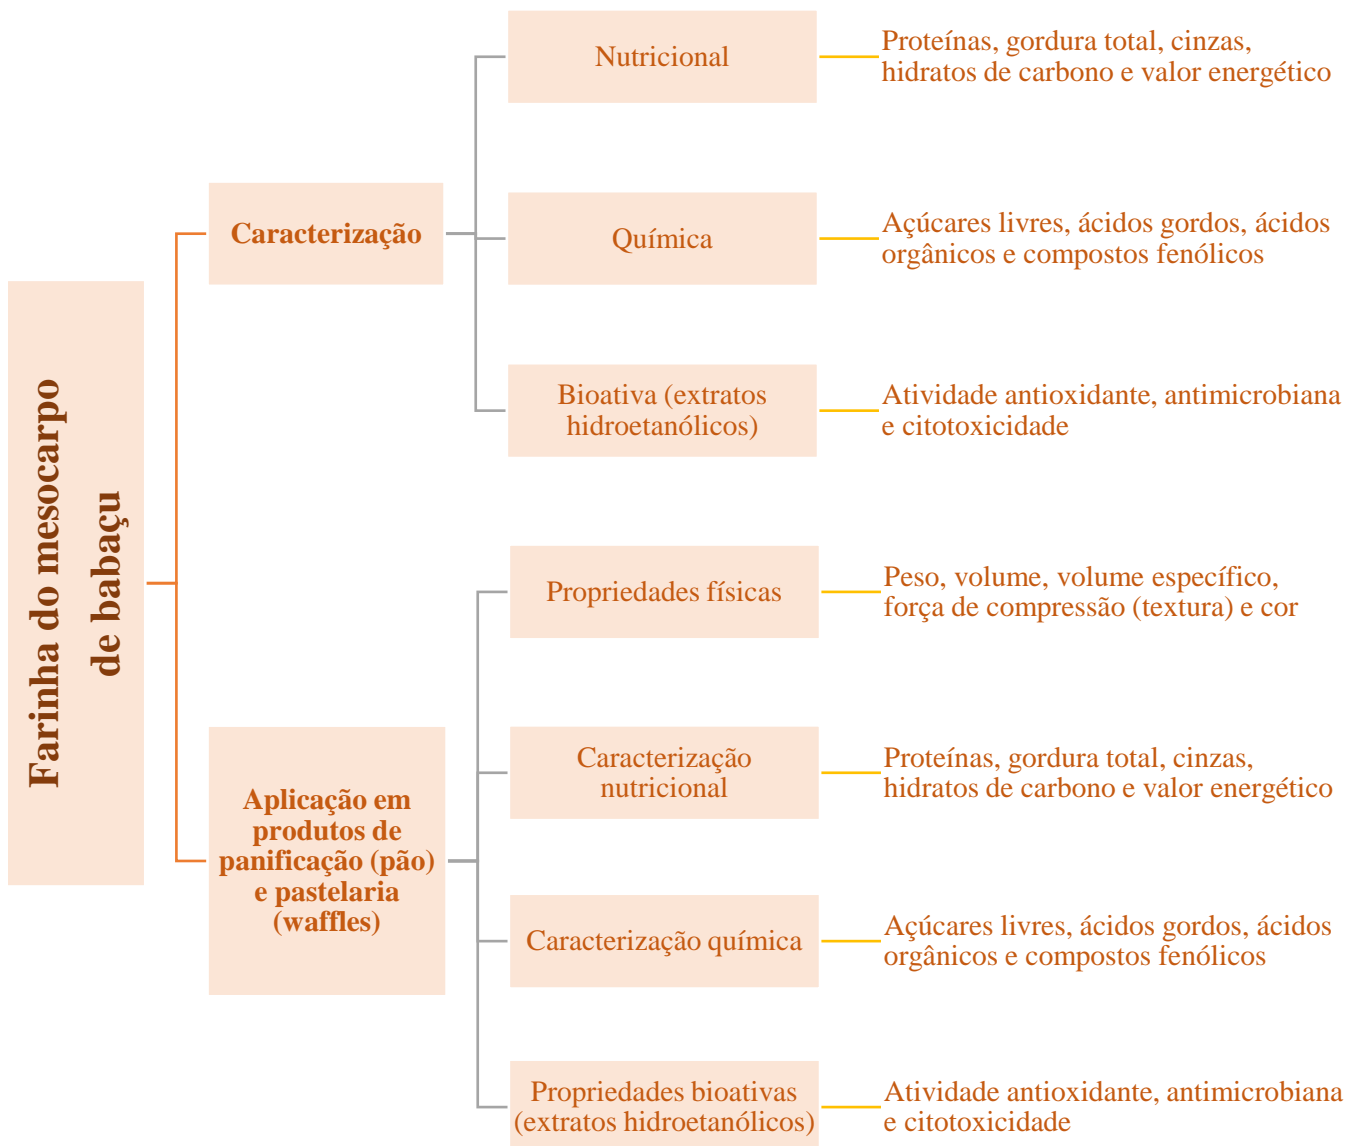 Farinha do mesocarpo
de babaçu
Caracterização
Nutricional
Proteínas, gordura total, cinzas,
hidratos de carbono e valor energético
Química
Açúcares livres, ácidos gordos, ácidos
orgânicos e compostos fenólicos
Bioativa (extratos
hidroetanólicos)
Atividade antioxidante, antimicrobiana
e citotoxicidade
Aplicação em
produtos de
panificação (pão)
e pastelaria
(waffles)
Propriedades físicas
Peso, volume, volume específico,
força de compressão (textura) e cor
Caracterização
nutricional
Proteínas, gordura total, cinzas,
hidratos de carbono e valor energético
Caracterização química
Açúcares livres, ácidos gordos, ácidos
orgânicos e compostos fenólicos
Propriedades bioativas
(extratos hidroetanólicos)
Atividade antioxidante, antimicrobiana
e citotoxicidade